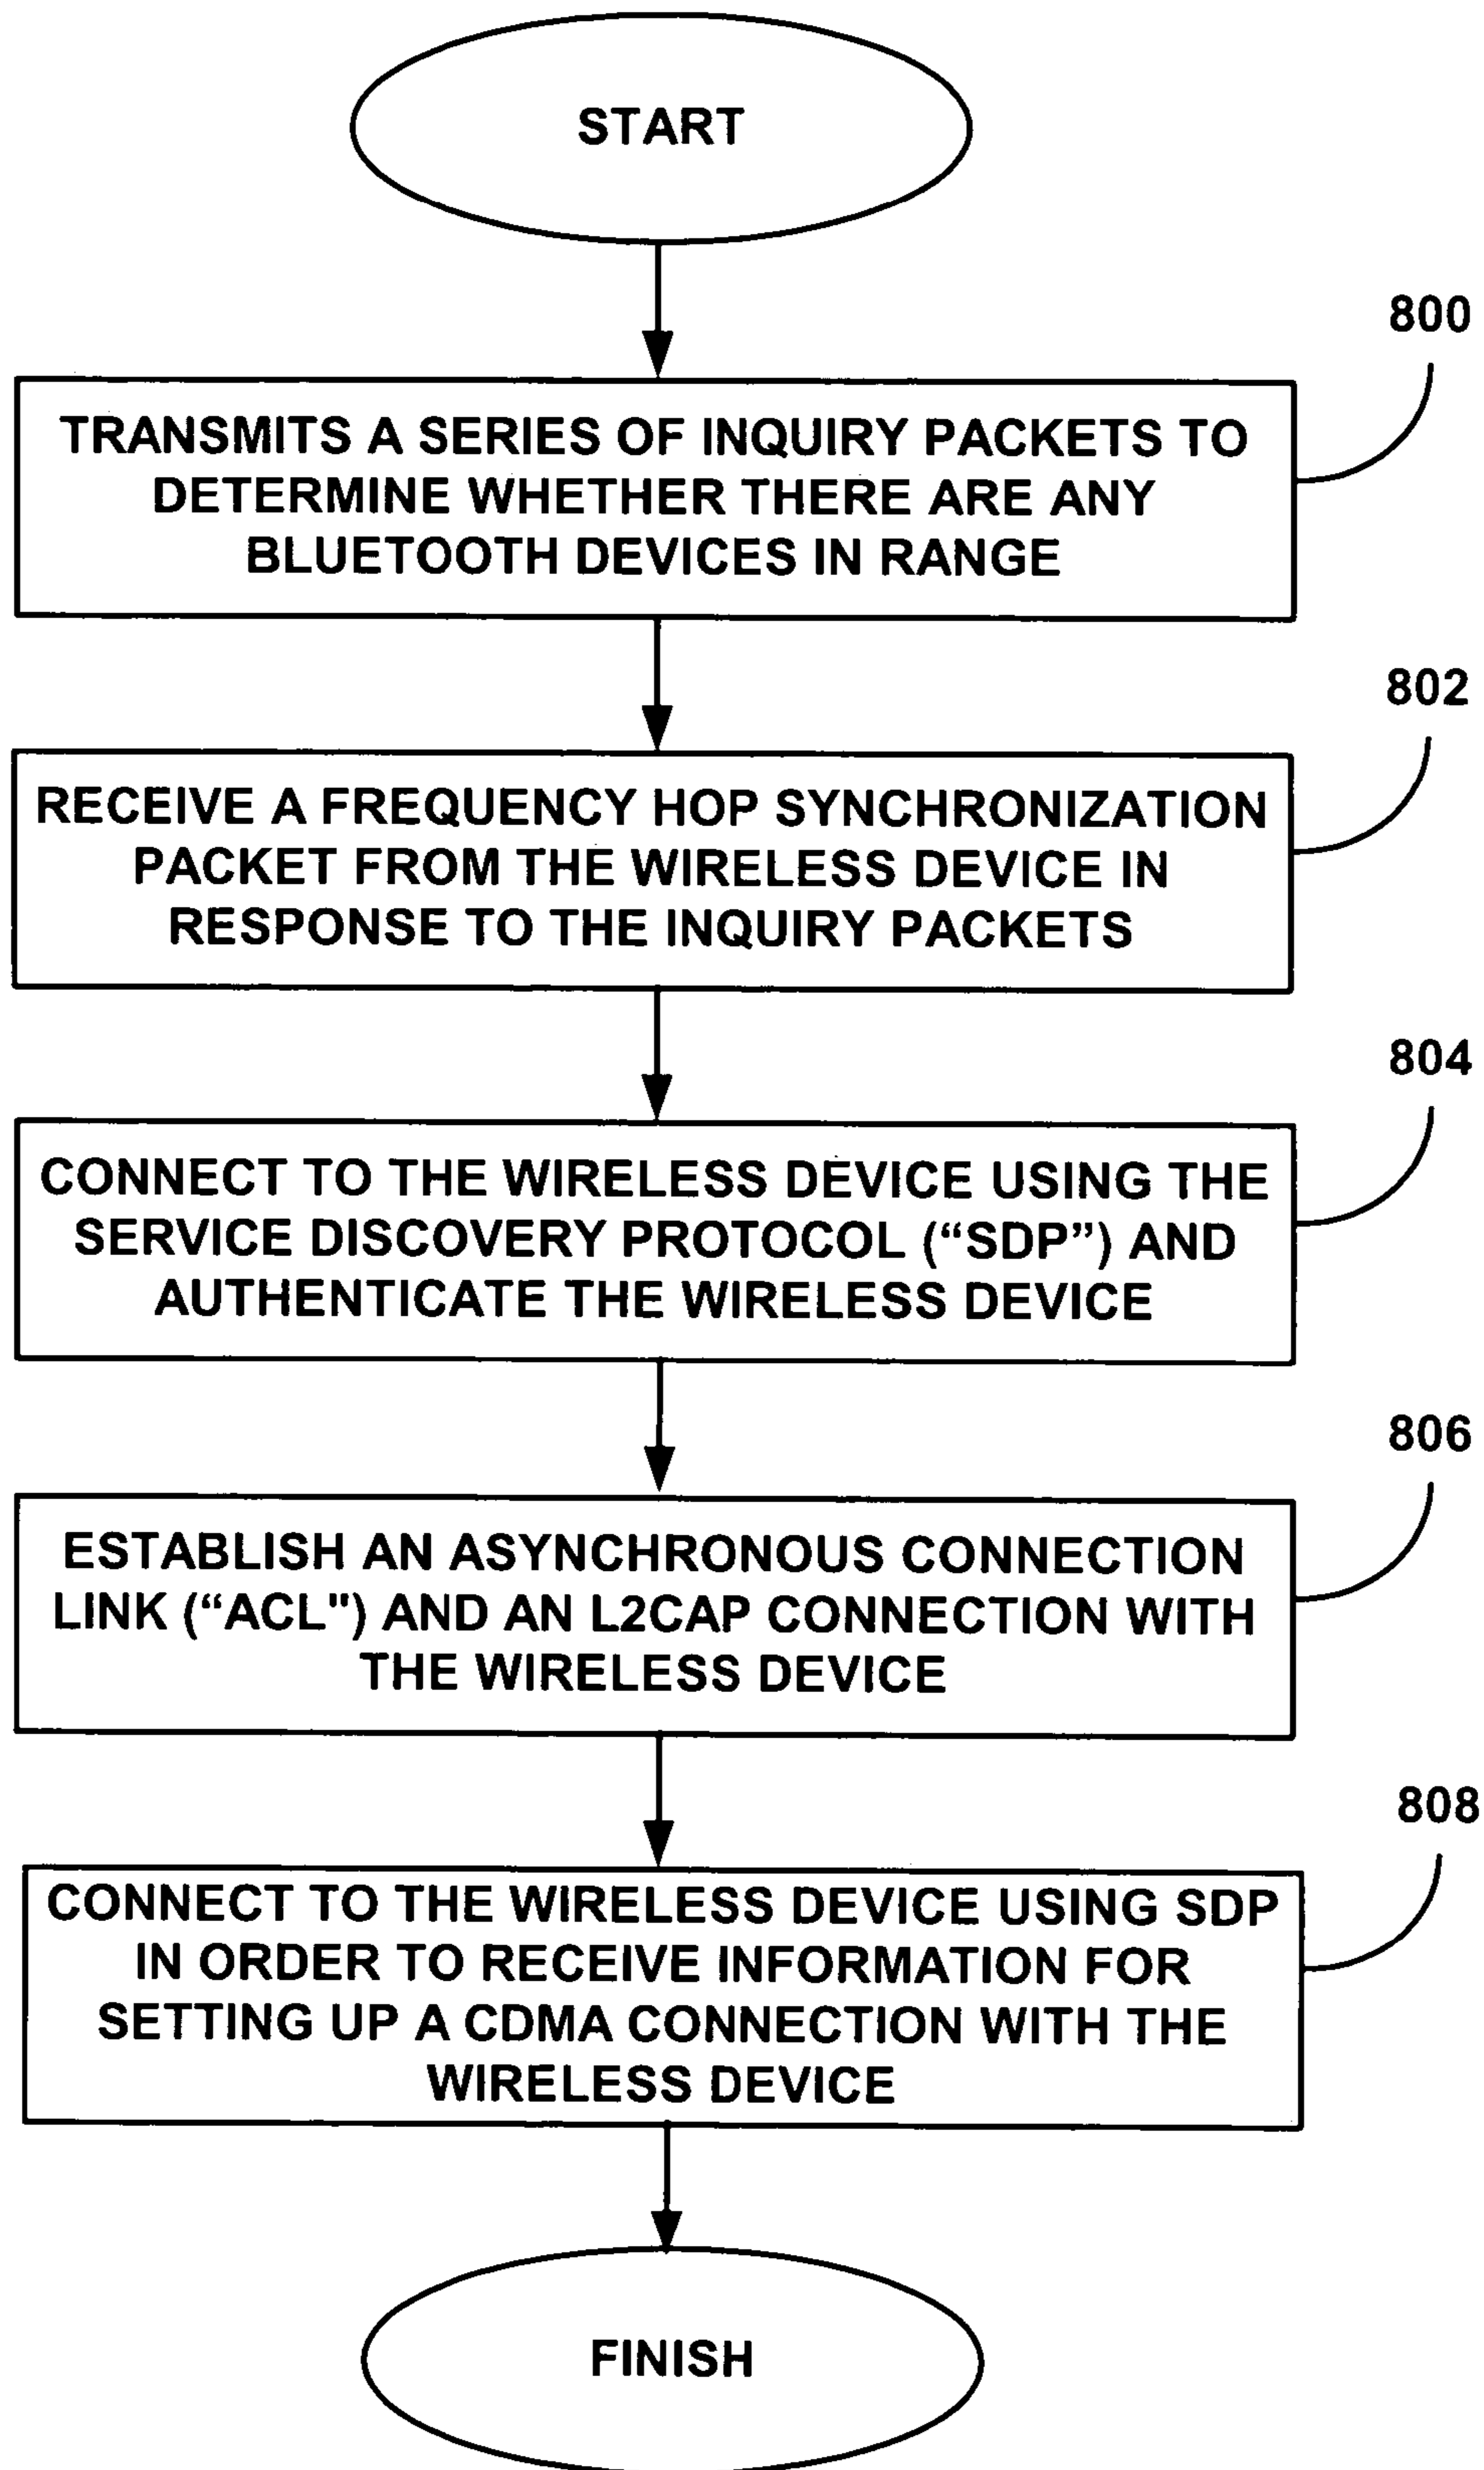 START
800
TRANSMITS A SERIES OF INQUIRY PACKETS TO
DETERMINE WHETHER THERE ARE ANY
BLUETOOTH DEVICES IN RANGE
802
RECEIVE A FREQUENCY HOP SYNCHRONIZATION
PACKET FROM THE WIRELESS DEVICE IN
RESPONSE TO THE INQUIRY PACKETS
804
CONNECT TO THE WIRELESS DEVICE USING THE
SERVICE DISCOVERY PROTOCOL (“SDP”) AND
AUTHENTICATE THE WIRELESS DEVICE
806
ESTABLISH AN ASYNCHRONOUS CONNECTION
LINK (“ACL") AND AN L2CAP CONNECTION WITH
THE WIRELESS DEVICE
808
CONNECT TO THE WIRELESS DEVICE USING SDP
IN ORDER TO RECEIVE INFORMATION FOR
SETTING UP A CDMA CONNECTION WITH THE
WIRELESS DEVICE
FINISH